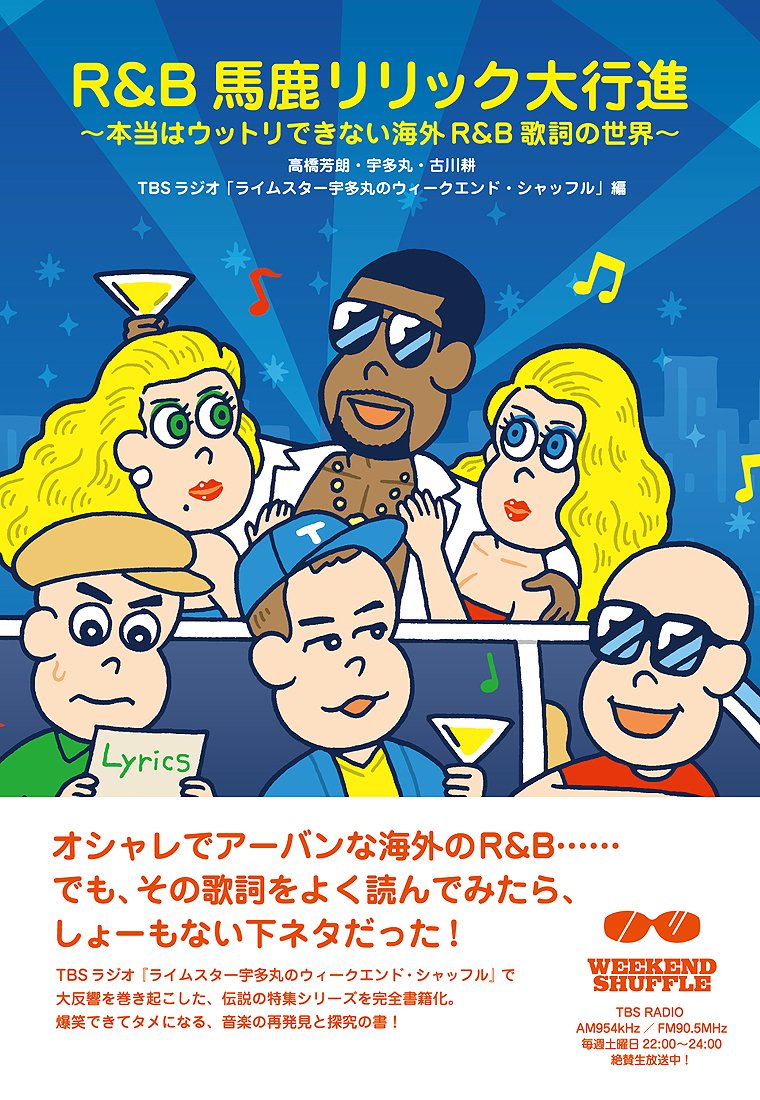 R&B 馬鹿リリック大行進
〜本当はウットリできない海外R&B歌詞の世界〜
高橋芳朗・宇多丸・古川耕
TBSラジオ「ライムスター宇多丸のウィークエンド・シャッフル」編
T
Lyrics
オシャレでアーバンな海外のR&B……
でも、その歌詞をよく読んでみたら、
しょーもない下ネタだった!
TBSラジオ『ライムスター宇多丸のウィークエンド・シャッフル』で
大反響を巻き起こした、伝説の特集シリーズを完全書籍化。
爆笑できてタメになる、音楽の再発見と探究の書!
WEEKEND
SHUFFLE
TBS RADIO
AM954kHz / FM90.5MHz
毎週土曜日 22:00〜24:00
絶賛生放送中!